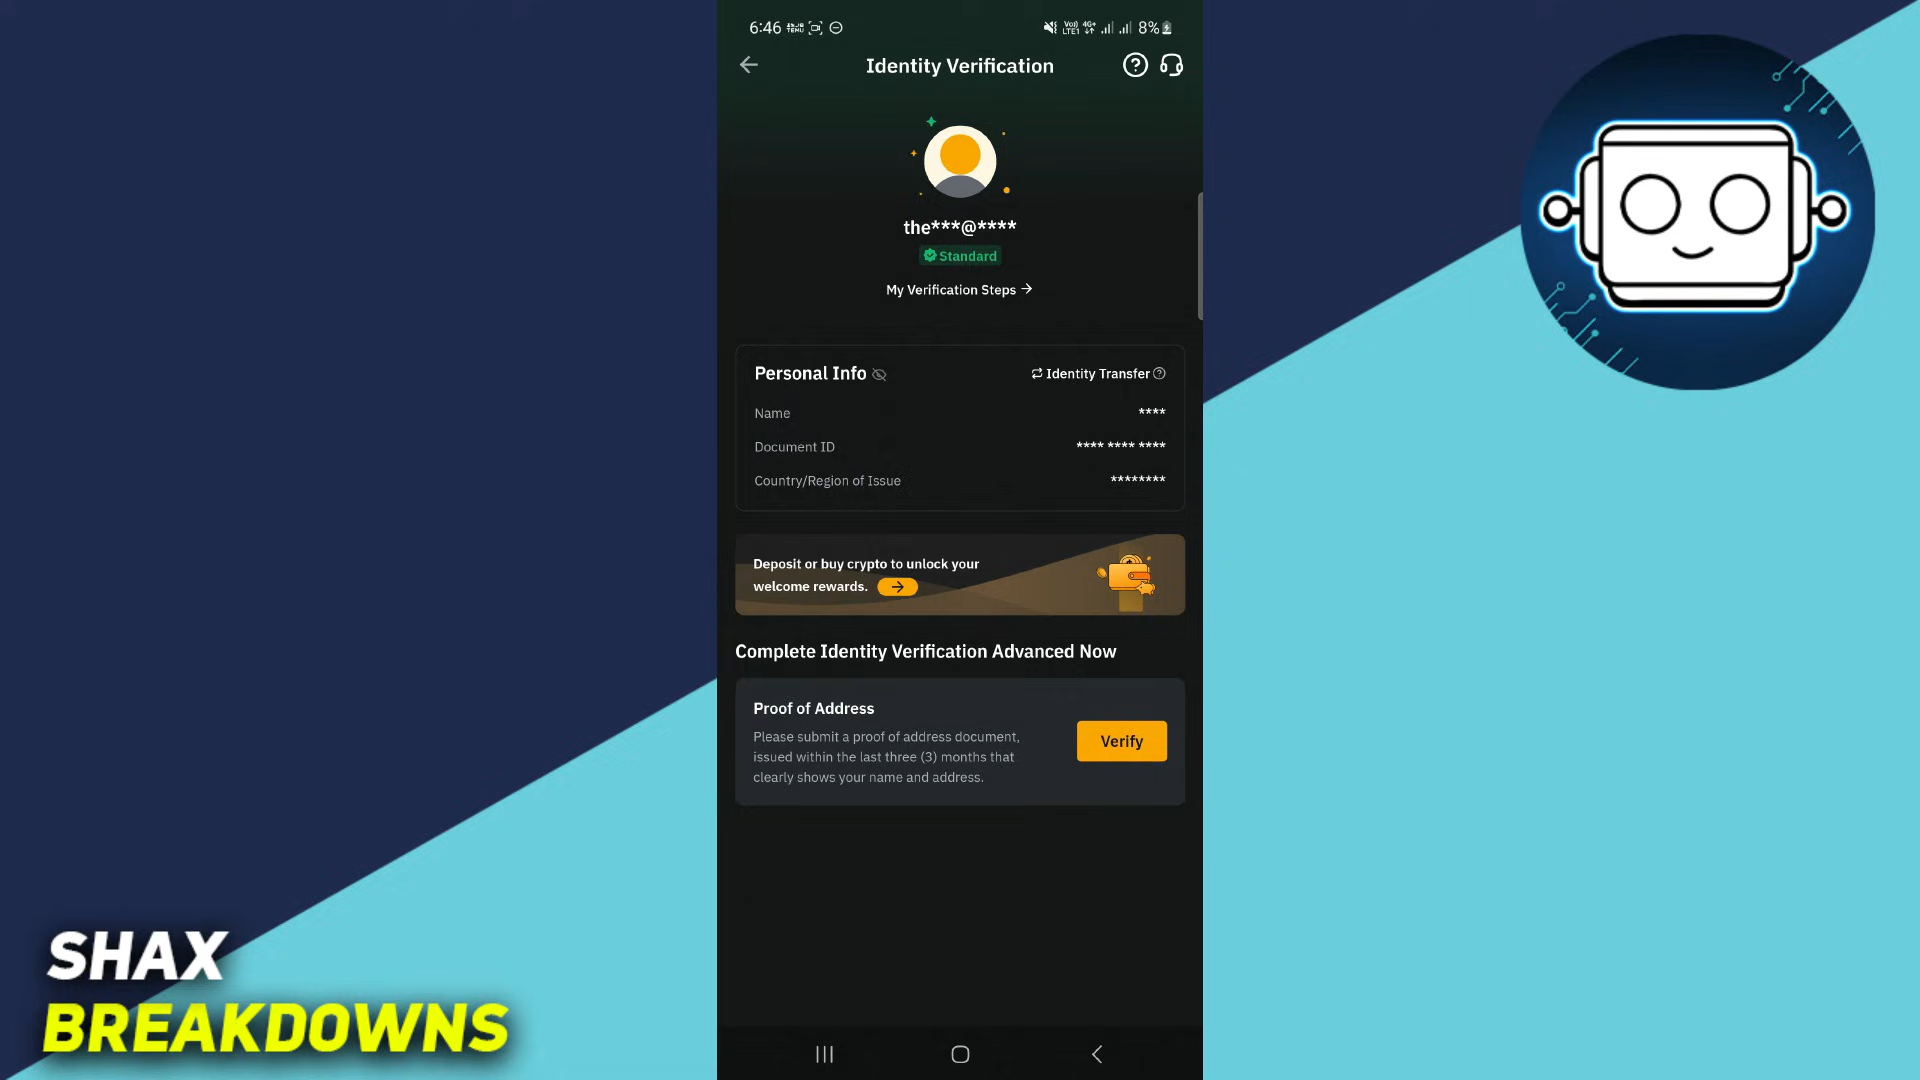 6:46
8%
Identity Verification
the***@****
Standard
My Verification Steps
Personal Info
Identity Transfer
Name
****
Document ID
**** **** ****
Country/Region of Issue
********
Deposit or buy crypto to unlock your
welcome rewards.
Complete Identity Verification Advanced Now
Proof of Address
Please submit a proof of address document,
issued within the last three (3) months that
clearly shows your name and address.
Verify
SHAX
BREAKDOWNS